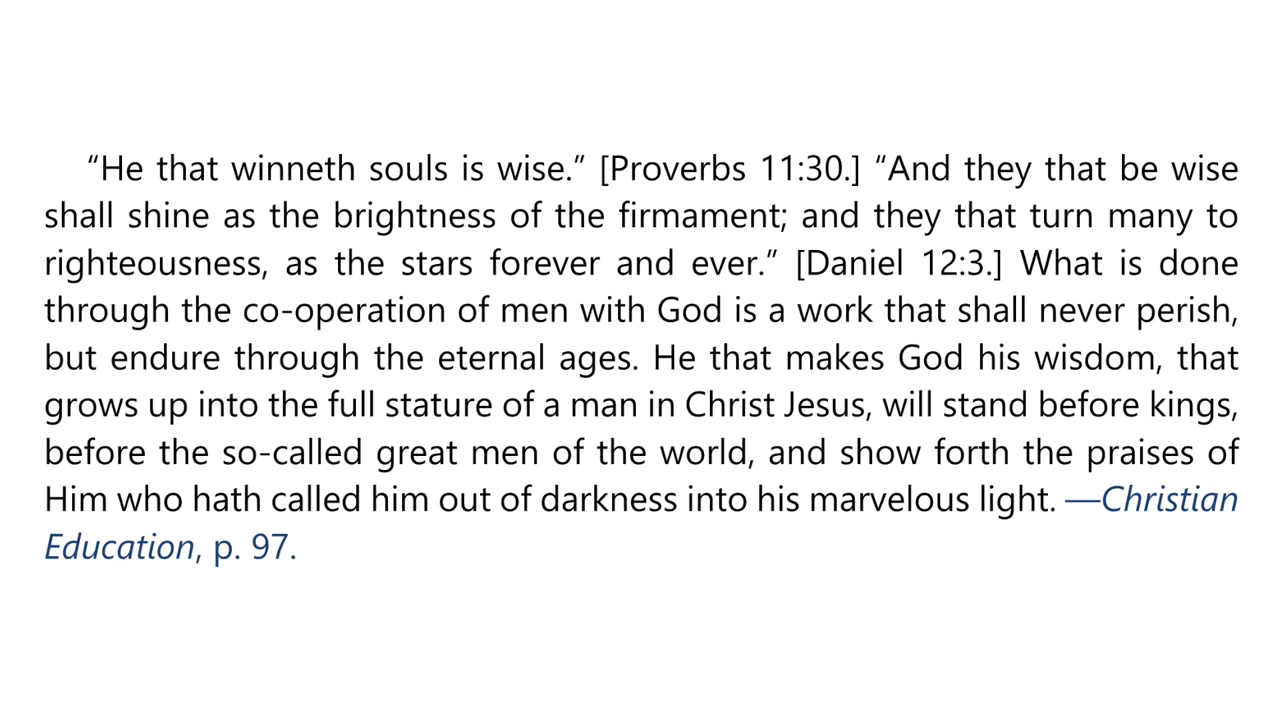 “He that winneth souls is wise.” [Proverbs 11:30.] “And they that be wise
shall shine as the brightness of the firmament; and they that turn many to
righteousness, as the stars forever and ever.” [Daniel 12:3.] What is done
through the co-operation of men with God is a work that shall never perish,
but endure through the eternal ages. He that makes God his wisdom, that
grows up into the full stature of a man in Christ Jesus, will stand before kings,
before the so-called great men of the world, and show forth the praises of
Him who hath called him out of darkness into his marvelous light. —Christian
Education, p. 97.